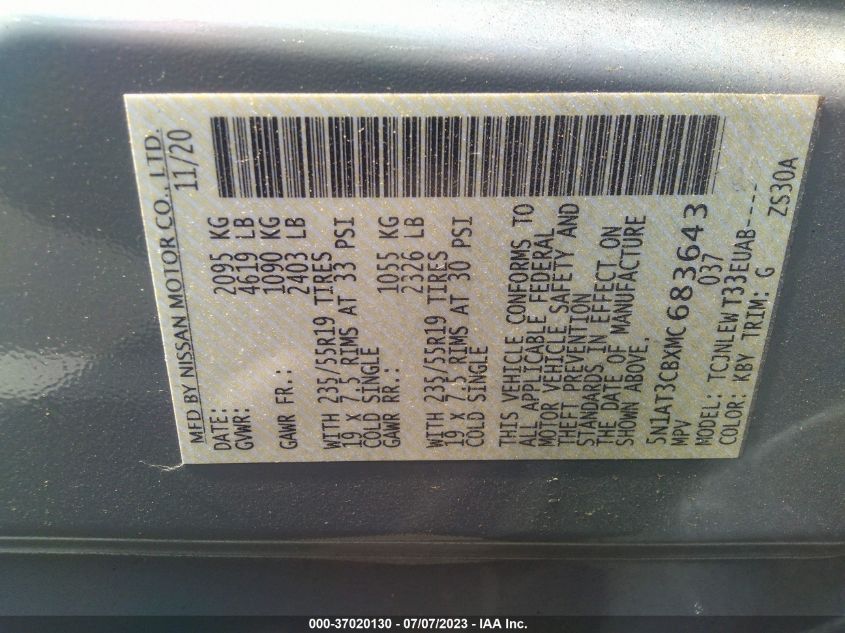 MFD BY NISSAN MOTOR CO., LTD.
DATE: 11/20
GVWR: 2095 KG
4619 LB
GAWR FR.: 1090 KG
2403 LB
WITH 235/55R19 TIRES
19 X 7.5 RIMS AT 33 PSI
COLD SINGLE
GAWR RR.: 1055 KG
2326 LB
WITH 235/55R19 TIRES
19 X 7.5 RIMS AT 30 PSI
COLD SINGLE
THIS VEHICLE CONFORMS TO
ALL APPLICABLE FEDERAL
MOTOR VEHICLE SAFETY AND
THEFT PREVENTION
STANDARDS IN EFFECT ON
THE DATE OF MANUFACTURE
SHOWN ABOVE.
5N1AT3CBXMC683643
MPV 037
MODEL: TCJNLEWT33EUAB-----
COLOR: KBY TRIM: G ZS30A
000-37020130 - 07/07/2023 - IAA Inc.